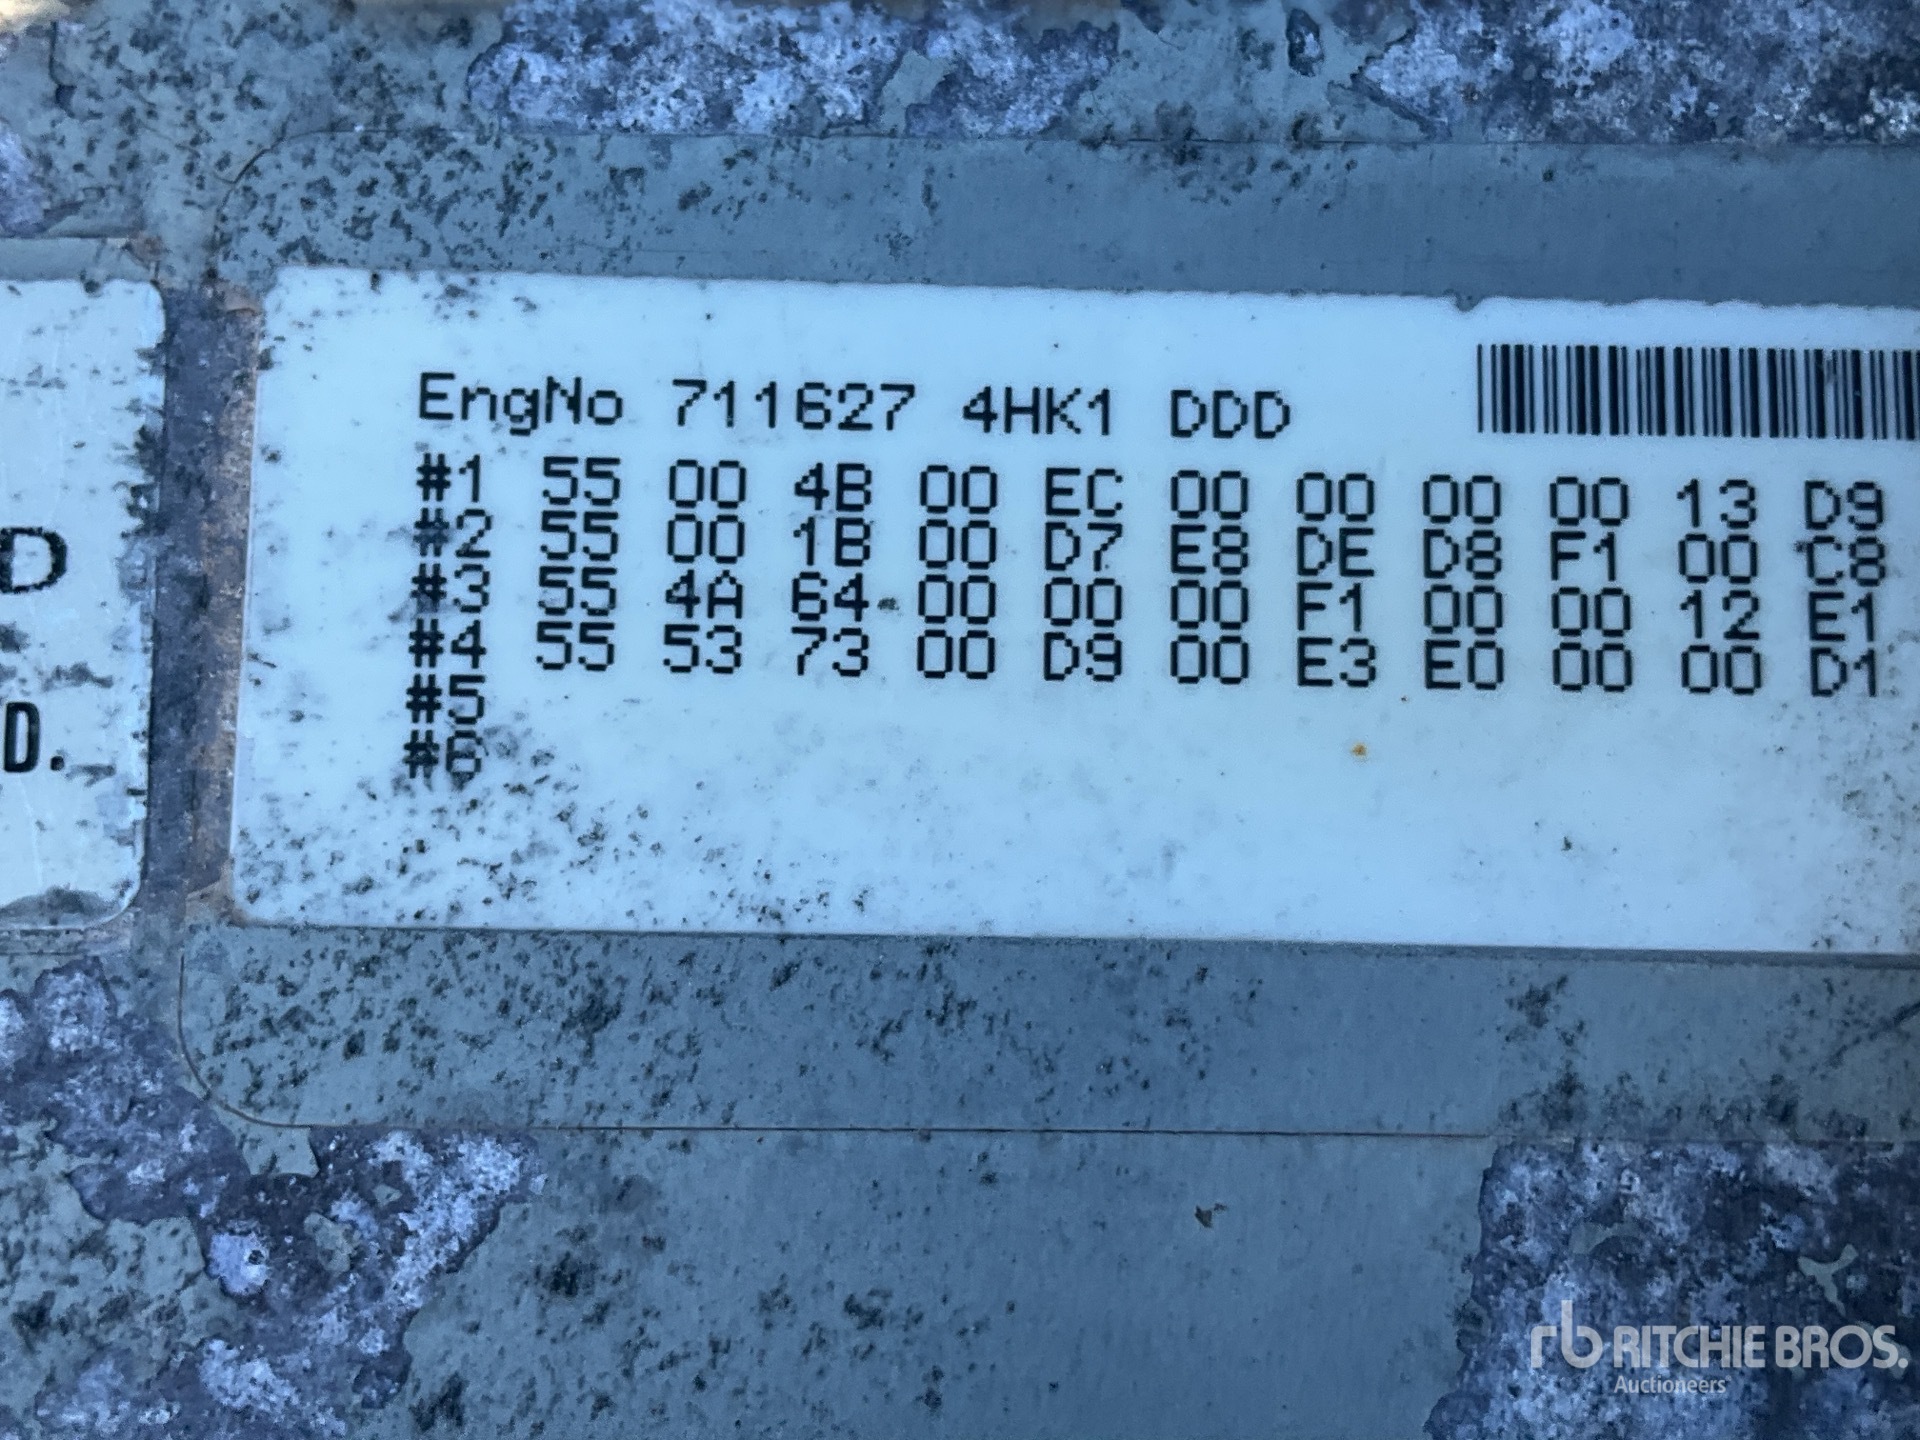 EngNo 711627 4HK1 DDD
#1 55 00 4B 00 EC 00 00 00 00 13 D9
#2 55 00 1B 00 D7 E8 DE D8 F1 00 C8
#3 55 4A 64 00 00 00 F1 00 00 12 E1
#4 55 53 73 00 D9 00 E3 E0 00 00 D1
#5
#6
D
D.
rb RITCHIE BROS.
Auctioneers